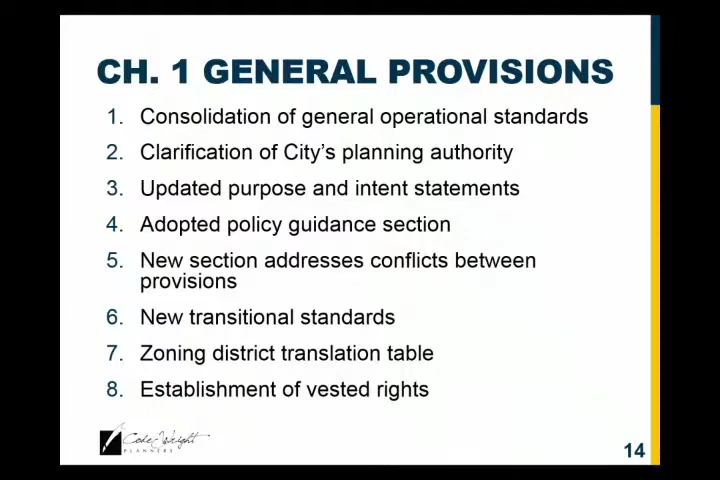 CH. 1 GENERAL PROVISIONS
1. Consolidation of general operational standards
2. Clarification of City's planning authority
3. Updated purpose and intent statements
4. Adopted policy guidance section
5. New section addresses conflicts between
provisions
6. New transitional standards
7. Zoning district translation table
8. Establishment of vested rights
CodeWright
PLANNERS
14